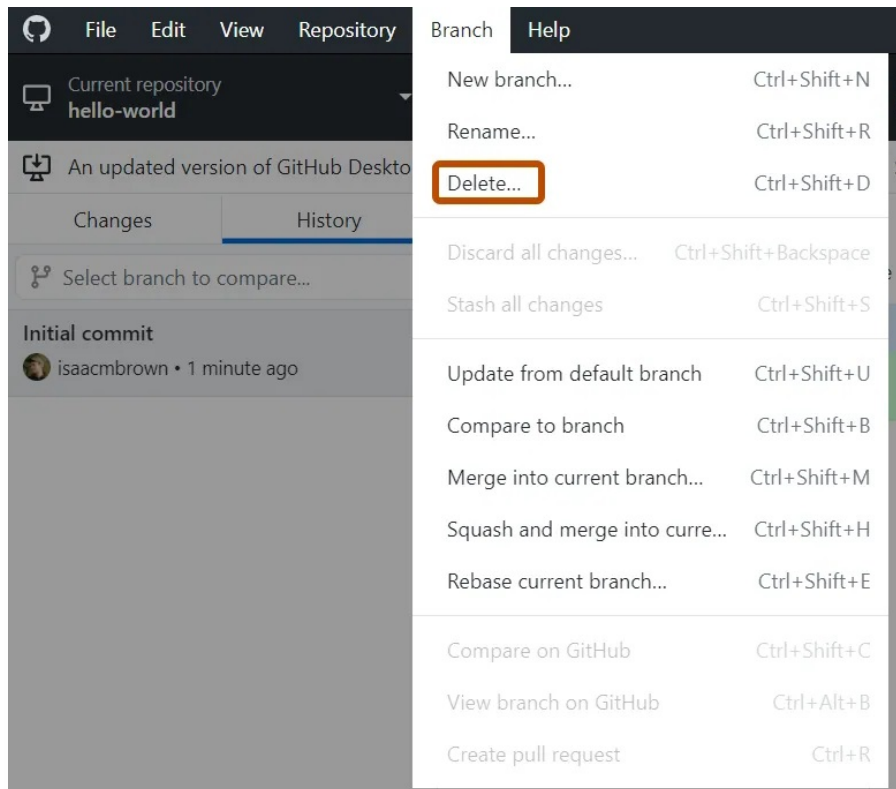 File Edit View Repository Branch Help
Current repository
hello-world
An updated version of GitHub Deskto
Changes History
Select branch to compare...
Initial commit
isaacmbrown • 1 minute ago
New branch... Ctrl+Shift+N
Rename... Ctrl+Shift+R
Delete... Ctrl+Shift+D
Discard all changes... Ctrl+Shift+Backspace
Stash all changes Ctrl+Shift+S
Update from default branch Ctrl+Shift+U
Compare to branch Ctrl+Shift+B
Merge into current branch... Ctrl+Shift+M
Squash and merge into curre... Ctrl+Shift+H
Rebase current branch... Ctrl+Shift+E
Compare on GitHub Ctrl+Shift+C
View branch on GitHub Ctrl+Alt+B
Create pull request Ctrl+R